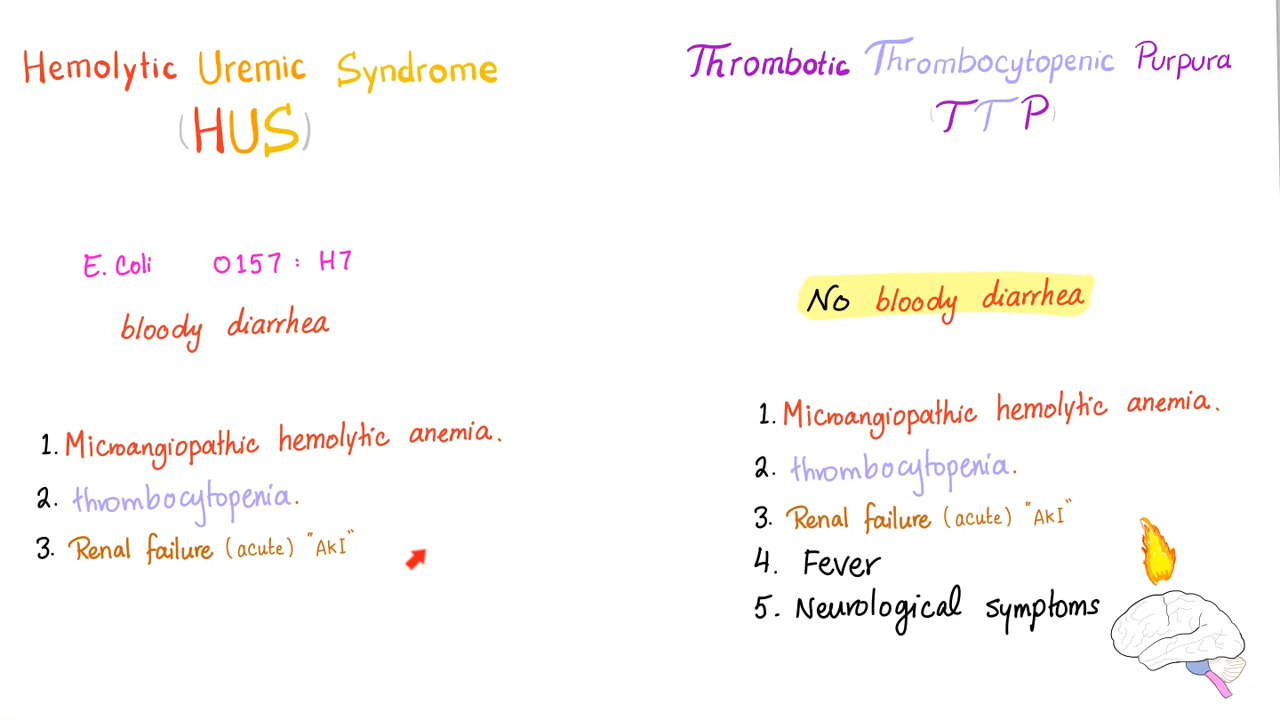 Hemolytic Uremic Syndrome
(HUS)
E. Coli O157 : H7
bloody diarrhea
1. Microangiopathic hemolytic anemia.
2. thrombocytopenia.
3. Renal failure (acute) "AkI"
Thrombotic Thrombocytopenic Purpura
(TTP)
No bloody diarrhea
1. Microangiopathic hemolytic anemia.
2. thrombocytopenia.
3. Renal failure (acute) "AkI"
4. Fever
5. Neurological symptoms